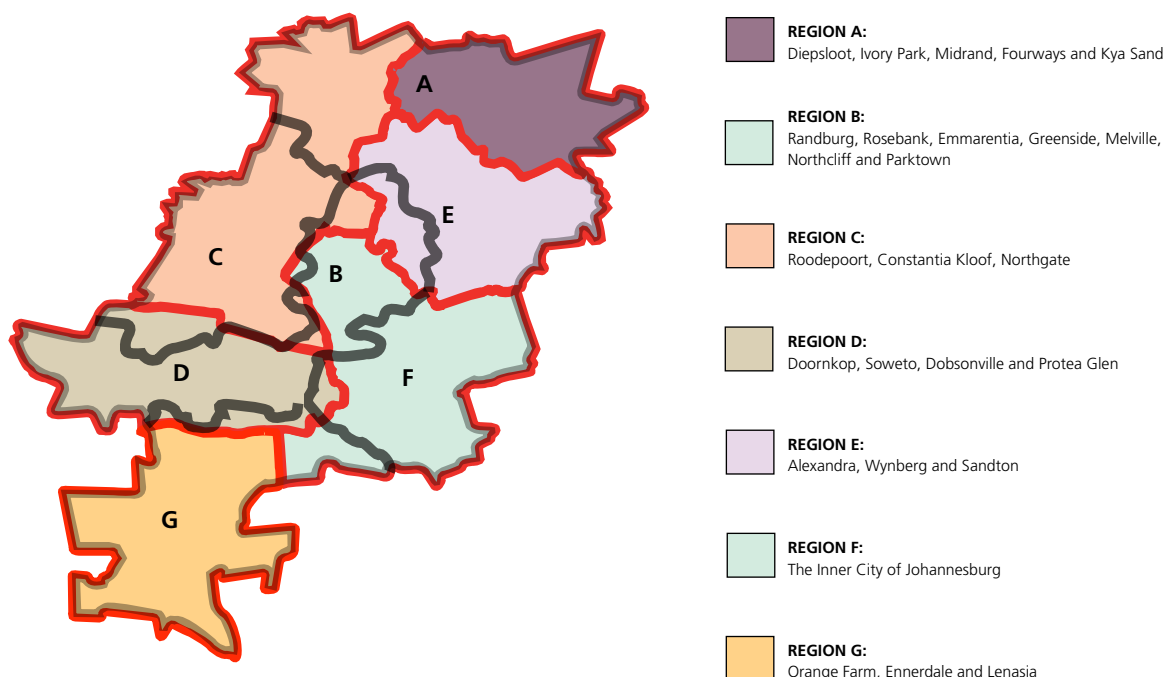 A
E
C
B
D
F
G
REGION A:
Diepsloot, Ivory Park, Midrand, Fourways and Kya Sand
REGION B:
Randburg, Rosebank, Emmarentia, Greenside, Melville,
Northcliff and Parktown
REGION C:
Roodepoort, Constantia Kloof, Northgate
REGION D:
Doornkop, Soweto, Dobsonville and Protea Glen
REGION E:
Alexandra, Wynberg and Sandton
REGION F:
The Inner City of Johannesburg
REGION G:
Orange Farm, Ennerdale and Lenasia